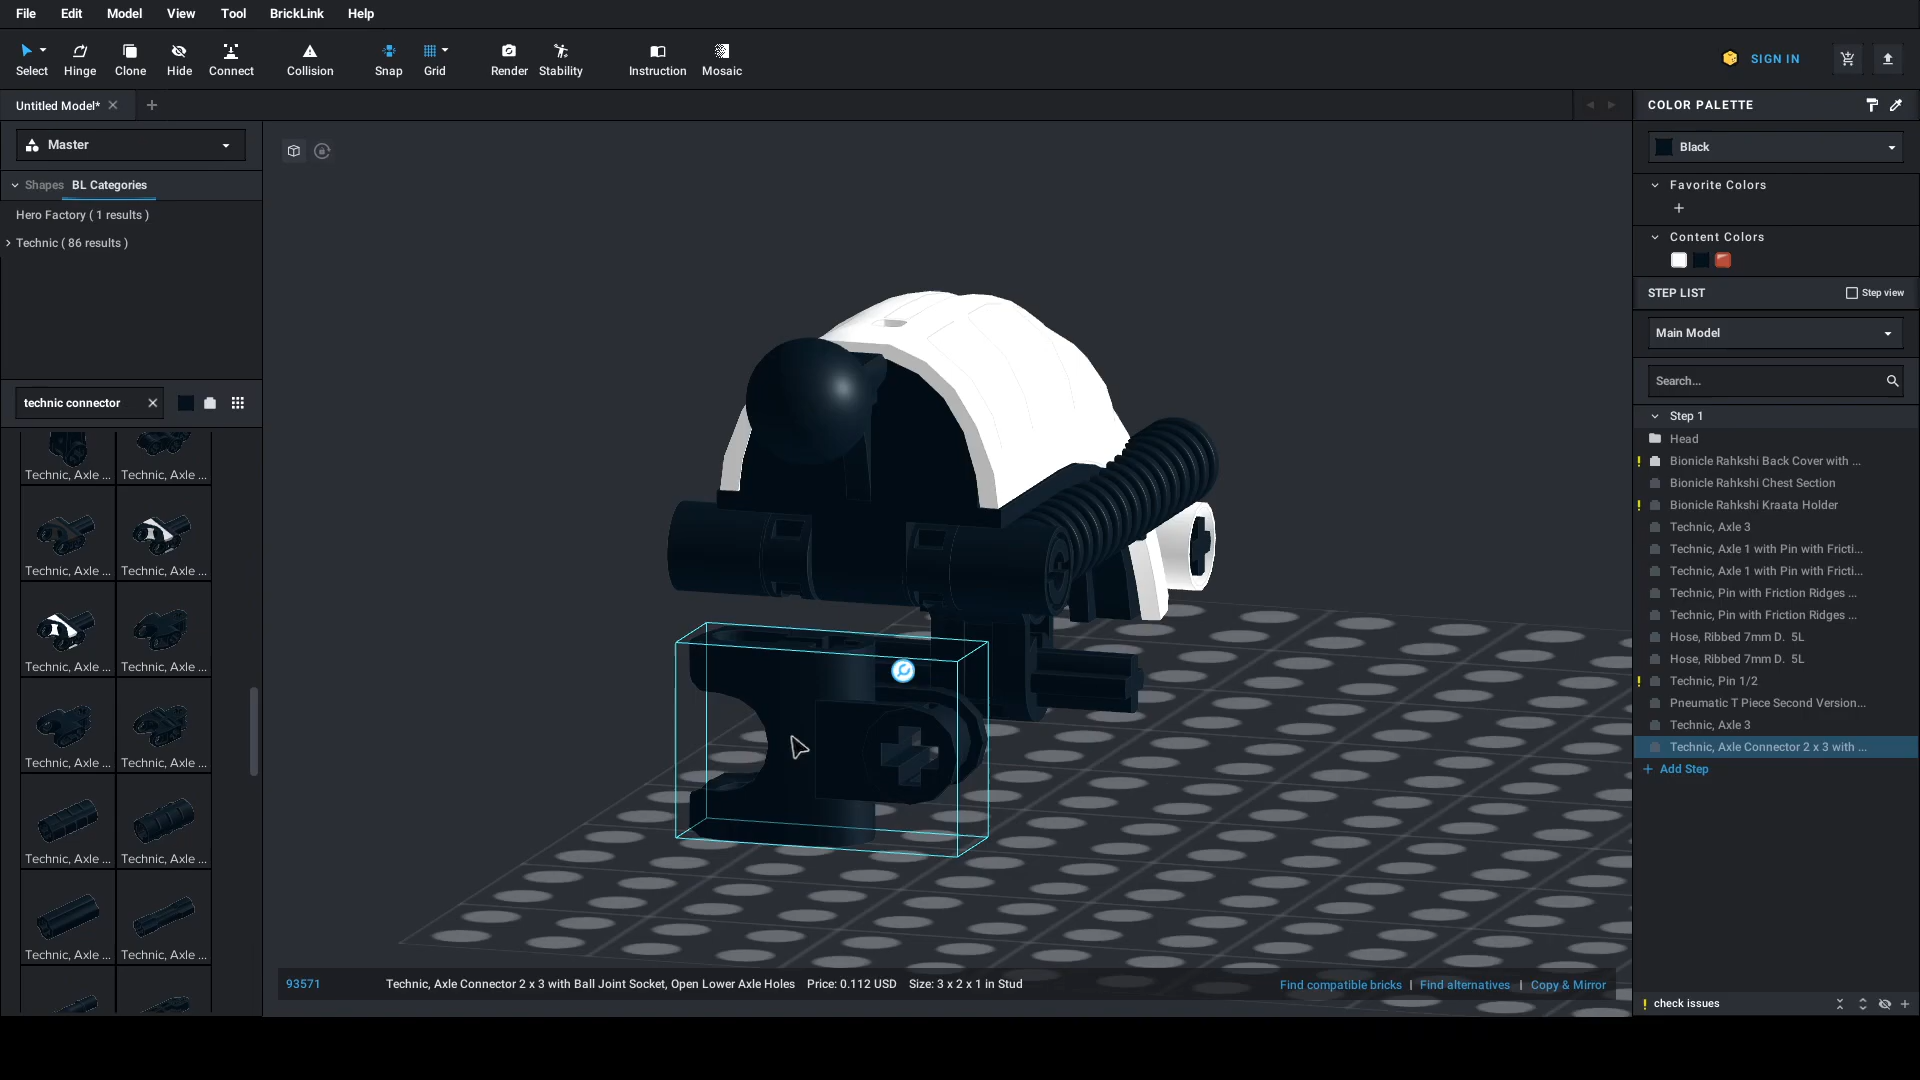 File Edit Model View Tool BrickLink Help
Select Hinge Clone Hide Connect Collision Snap Grid Render Stability Instruction Mosaic
SIGN IN
Untitled Model*
Master
Shapes BL Categories
Hero Factory ( 1 results )
Technic ( 86 results )
technic connector
Technic, Axle ... Technic, Axle ...
Technic, Axle ... Technic, Axle ...
Technic, Axle ... Technic, Axle ...
Technic, Axle ... Technic, Axle ...
Technic, Axle ... Technic, Axle ...
Technic, Axle ... Technic, Axle ...
93571 Technic, Axle Connector 2 x 3 with Ball Joint Socket, Open Lower Axle Holes Price: 0.112 USD Size: 3 x 2 x 1 in Stud
Find compatible bricks | Find alternatives | Copy & Mirror
COLOR PALETTE
Black
Favorite Colors
Content Colors
STEP LIST Step view
Main Model
Search...
Step 1
Head
Bionicle Rahkshi Back Cover with ...
Bionicle Rahkshi Chest Section
Bionicle Rahkshi Kraata Holder
Technic, Axle 3
Technic, Axle 1 with Pin with Fricti...
Technic, Axle 1 with Pin with Fricti...
Technic, Pin with Friction Ridges ...
Technic, Pin with Friction Ridges ...
Hose, Ribbed 7mm D. 5L
Hose, Ribbed 7mm D. 5L
Technic, Pin 1/2
Pneumatic T Piece Second Version...
Technic, Axle 3
Technic, Axle Connector 2 x 3 with ...
+ Add Step
! check issues